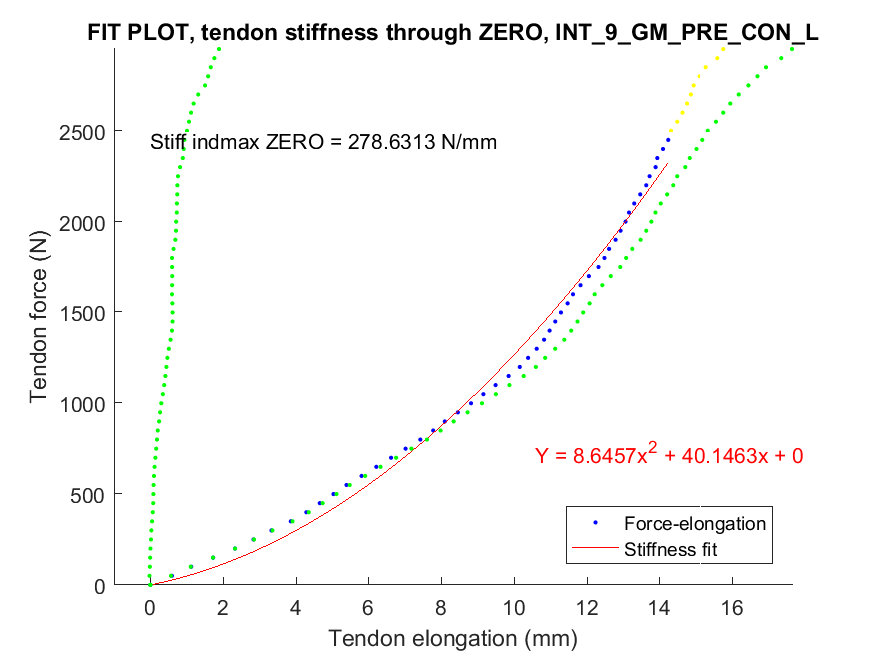 FIT PLOT, tendon stiffness through ZERO, INT_9_GM_PRE_CON_L
2500
Stiff indmax ZERO = 278.6313 N/mm
2000
1500
1000
500
0
Tendon force (N)
Y = 8.6457x² + 40.1463x + 0
Force-elongation
Stiffness fit
0 2 4 6 8 10 12 14 16
Tendon elongation (mm)